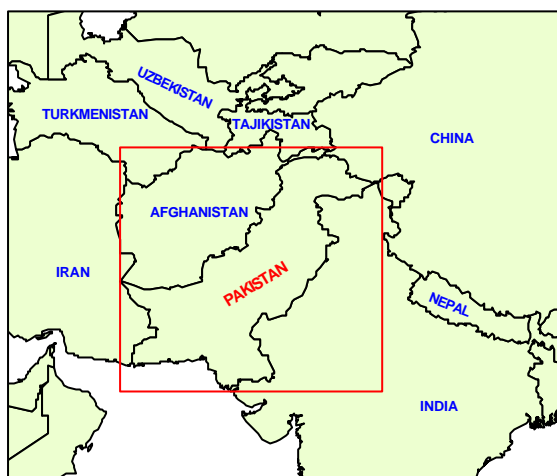 UZBEKISTAN
TURKMENISTAN
TAJIKISTAN
CHINA
AFGHANISTAN
IRAN
PAKISTAN
NEPAL
INDIA